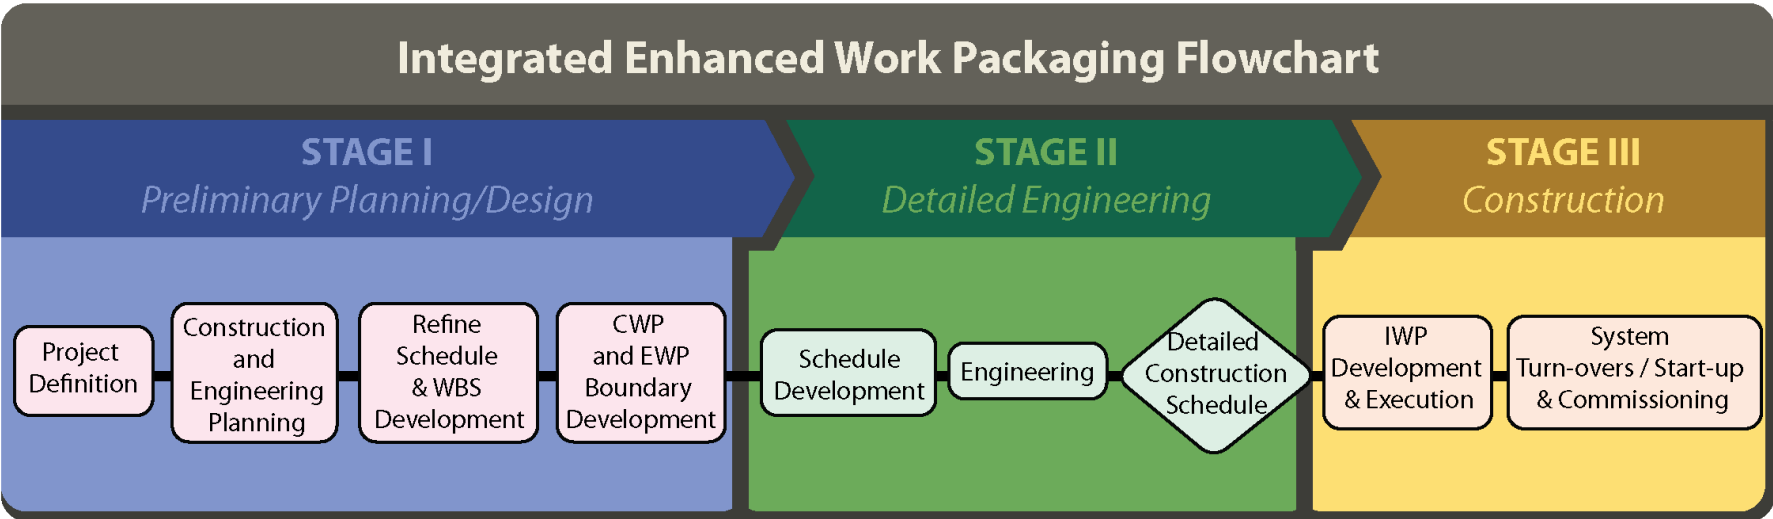 Integrated Enhanced Work Packaging Flowchart
STAGE I
Preliminary Planning/Design
STAGE II
Detailed Engineering
STAGE III
Construction
Project
Definition
Construction
and
Engineering
Planning
Refine
Schedule
& WBS
Development
CWP
and EWP
Boundary
Development
Schedule
Development
Engineering
Detailed
Construction
Schedule
IWP
Development
& Execution
System
Turn-overs / Start-up
& Commissioning